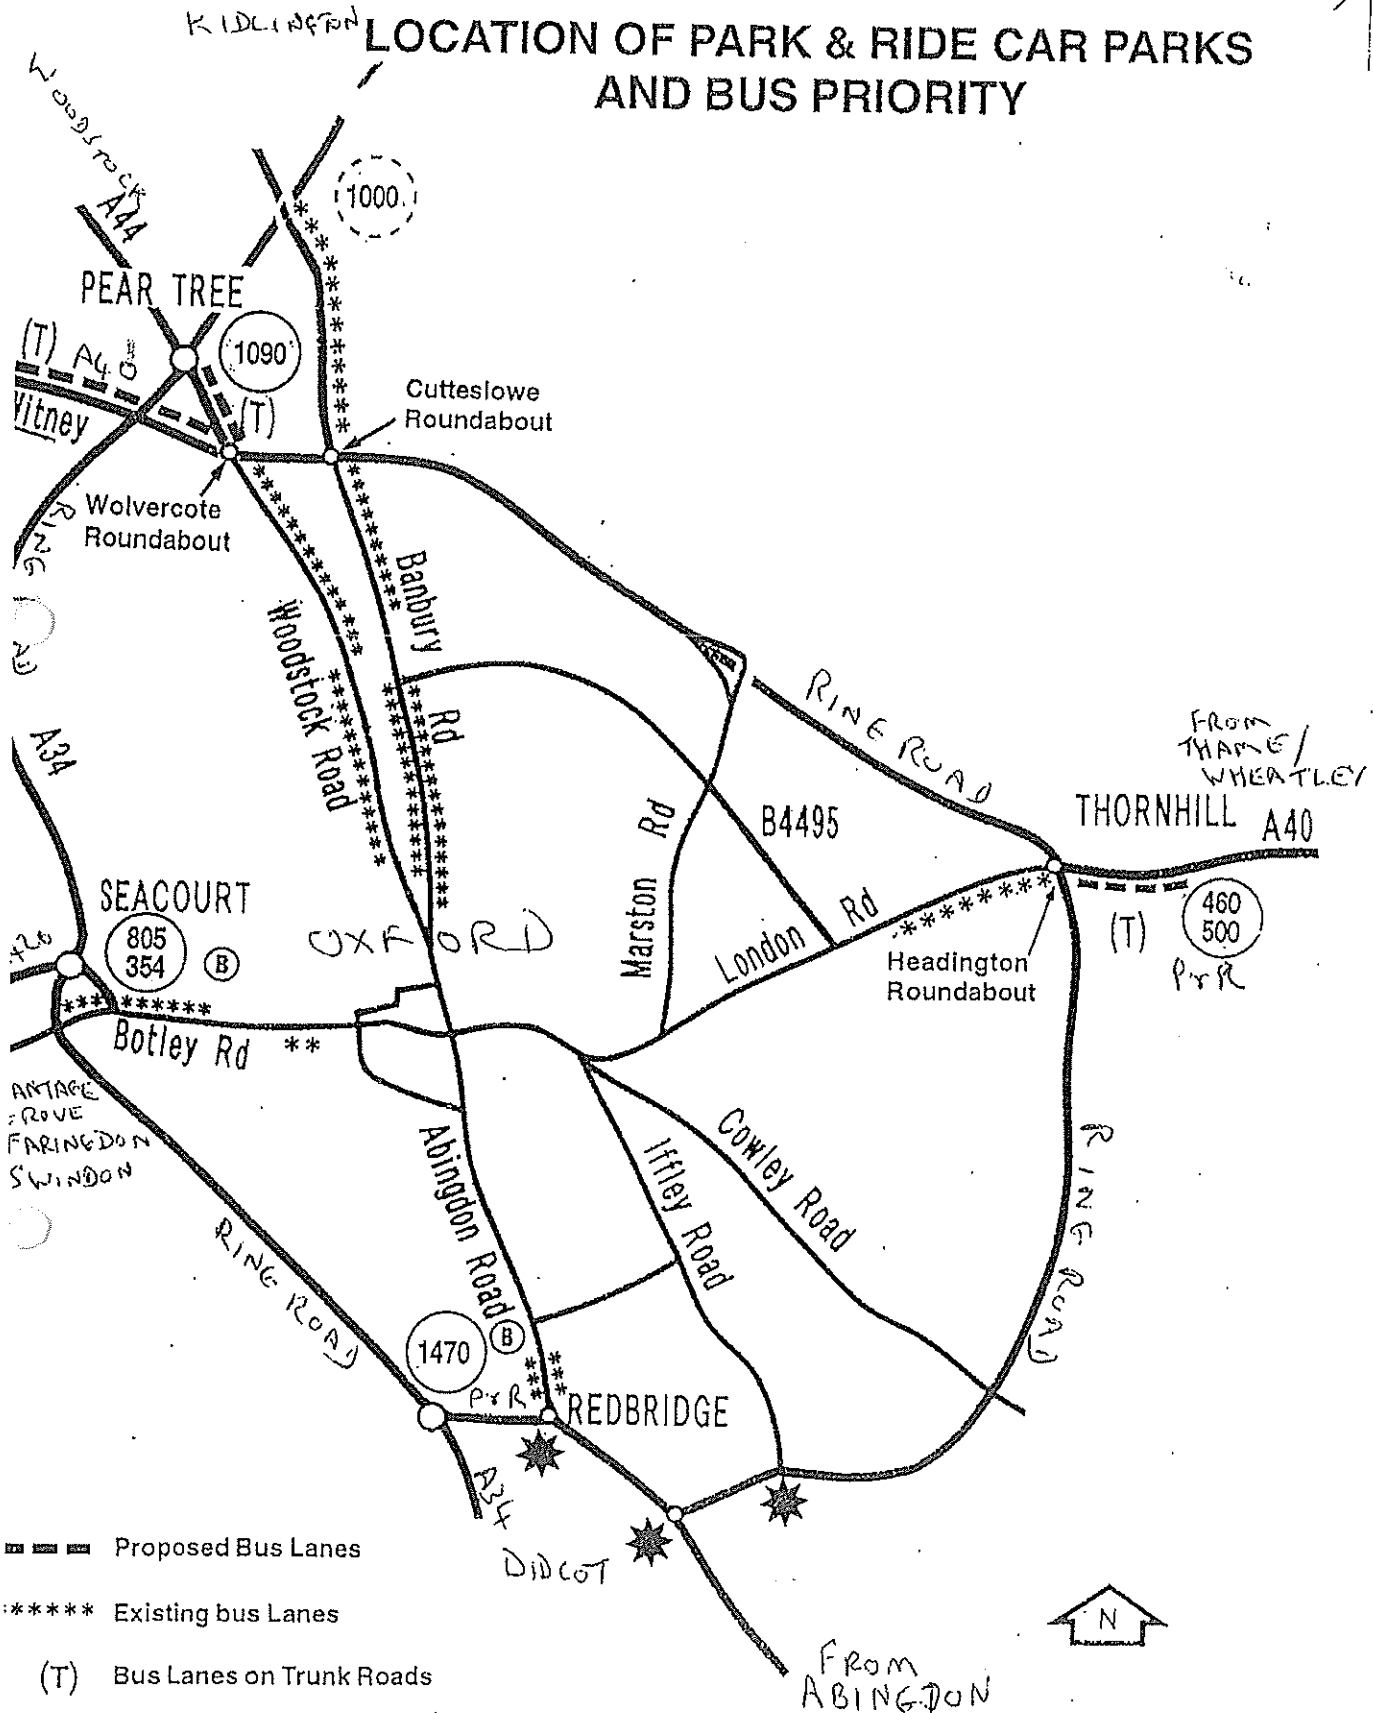 KIDLINGTON
LOCATION OF PARK & RIDE CAR PARKS
AND BUS PRIORITY
WOODSTOCK
A44
1000
PEAR TREE
(T)
A40
1090
(T)
Witney
Cutteslowe
Roundabout
Wolvercote
Roundabout
RING
Banbury
Rd
Woodstock Road
RING ROAD
A34
FROM
THAME/
WHEATLEY
THORNHILL
A40
B4495
Marston Rd
London Rd
460
500
(T)
P&R
Headington
Roundabout
SEACOURT
805
354
B
OXFORD
Botley Rd
**
FARINGDON
SWINDON
RING ROAD
Abingdon Road
Iffley Road
Cowley Road
RING ROAD
1470
B
P&R
REDBRIDGE
A34
DIDCOT
Proposed Bus Lanes
***** Existing bus Lanes
(T) Bus Lanes on Trunk Roads
N
FROM
ABINGDON